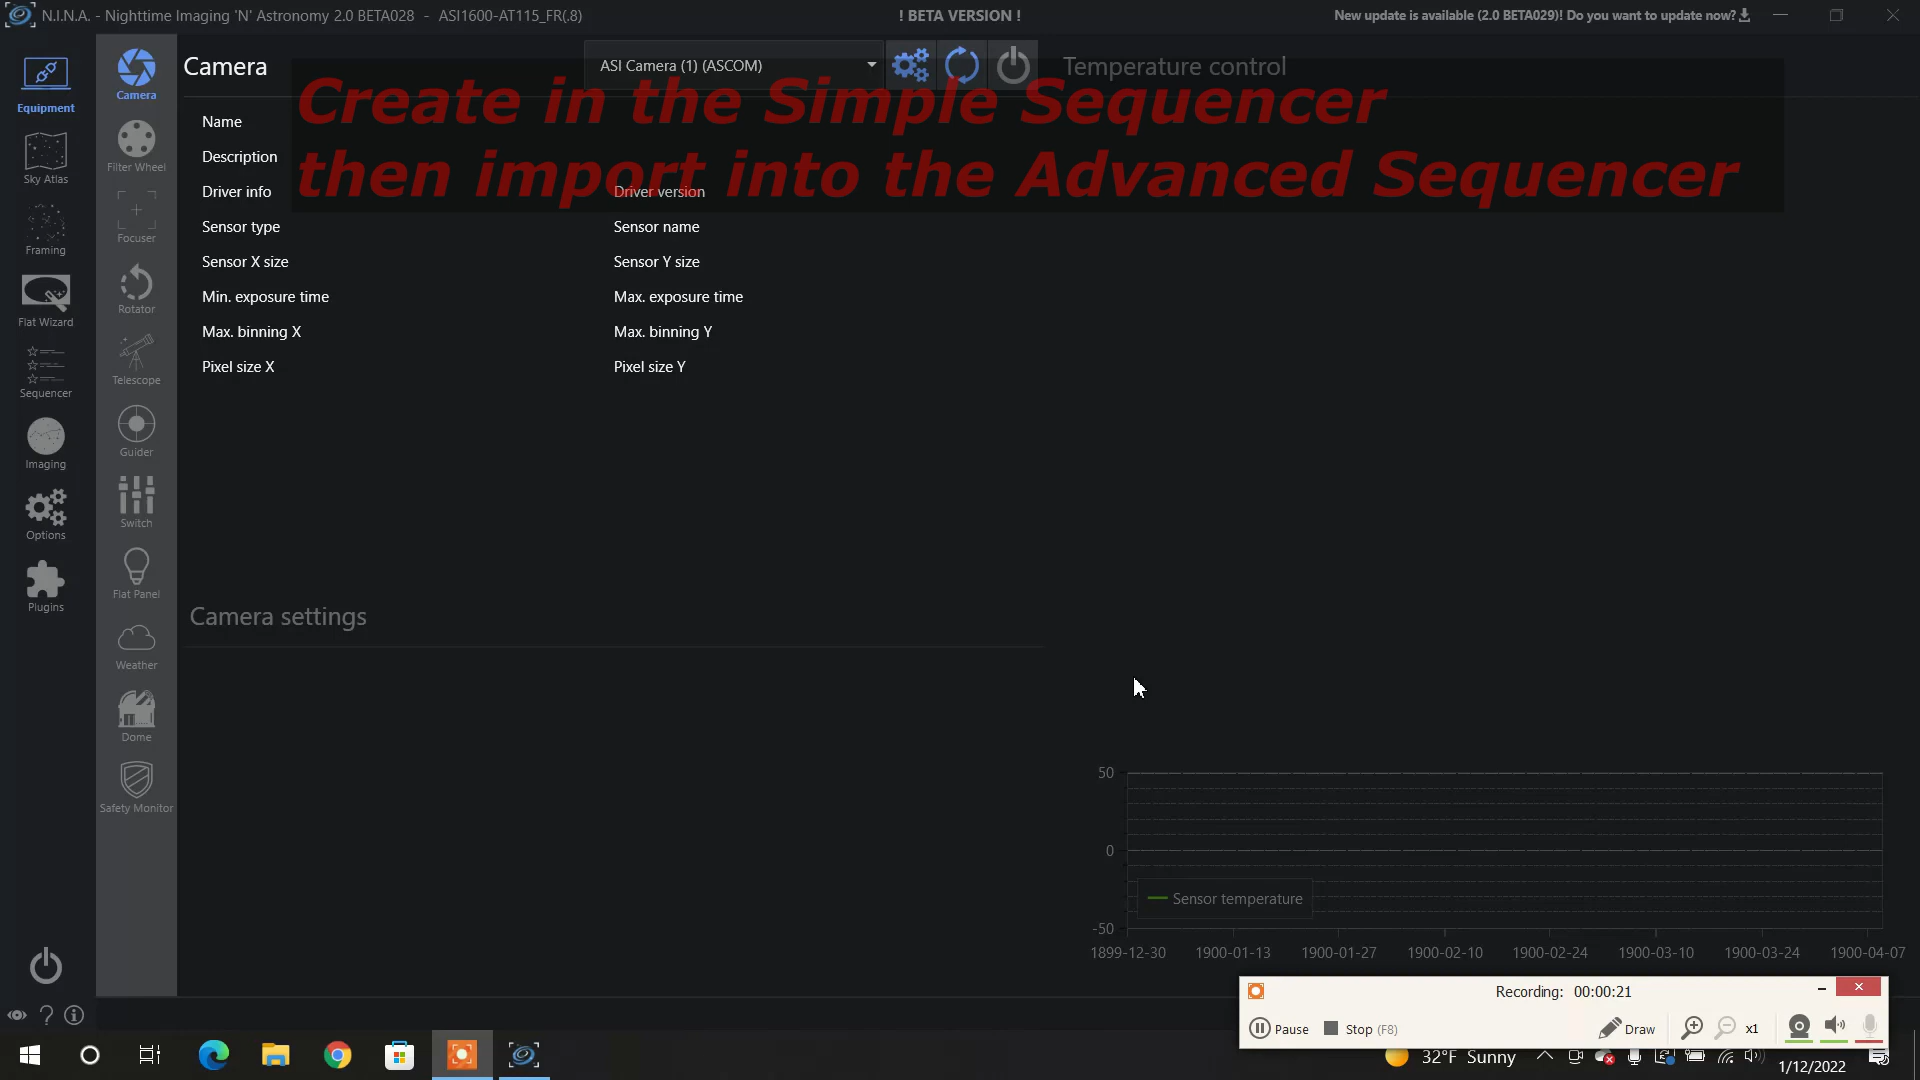 N.I.N.A. - Nighttime Imaging 'N' Astronomy 2.0 BETA028 - ASI1600-AT115_FR(.8)
! BETA VERSION !
New update is available (2.0 BETA029)! Do you want to update now?
Equipment
Sky Atlas
Framing
Flat Wizard
Sequencer
Imaging
Options
Plugins
Camera
Filter Wheel
Focuser
Rotator
Telescope
Guider
Switch
Flat Panel
Weather
Dome
Safety Monitor
Camera
ASI Camera (1) (ASCOM)
Temperature control
Create in the Simple Sequencer
then import into the Advanced Sequencer
Name
Description
Driver info
Driver version
Sensor type
Sensor name
Sensor X size
Sensor Y size
Min. exposure time
Max. exposure time
Max. binning X
Max. binning Y
Pixel size X
Pixel size Y
Camera settings
50
0
-50
Sensor temperature
1899-12-30 1900-01-13 1900-01-27 1900-02-10 1900-02-24 1900-03-10 1900-03-24 1900-04-07
Recording: 00:00:21
Pause Stop (F8) Draw x1
32°F Sunny
1/12/2022